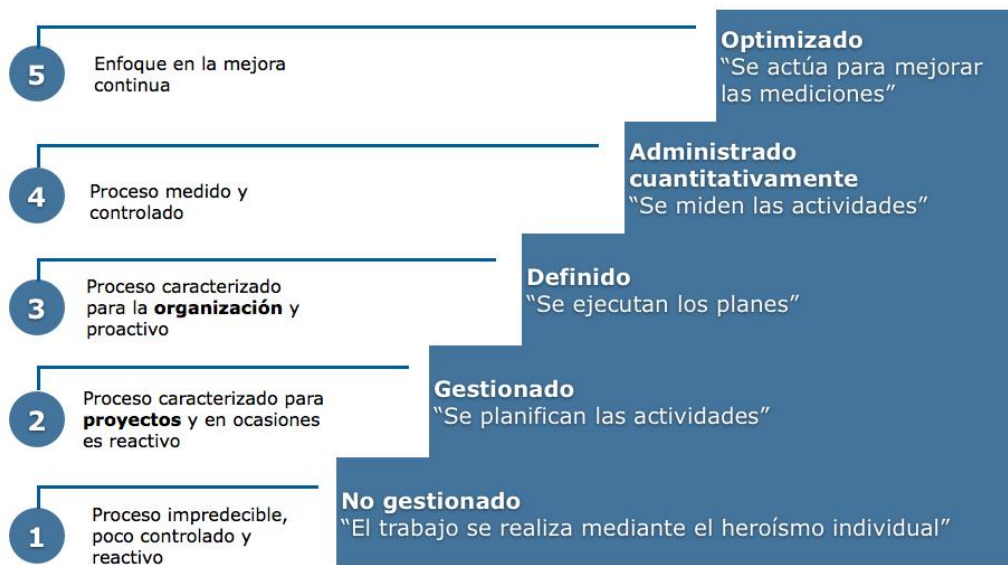 Optimizado
“Se actúa para mejorar
las mediciones”
5
Enfoque en la mejora
continua
Administrado
cuantitativamente
“Se miden las actividades”
4
Proceso medido y
controlado
Definido
“Se ejecutan los planes”
3
Proceso caracterizado
para la organización y
proactivo
Gestionado
“Se planifican las actividades”
2
Proceso caracterizado para
proyectos y en ocasiones
es reactivo
No gestionado
“El trabajo se realiza mediante el heroísmo individual”
1
Proceso impredecible,
poco controlado y
reactivo